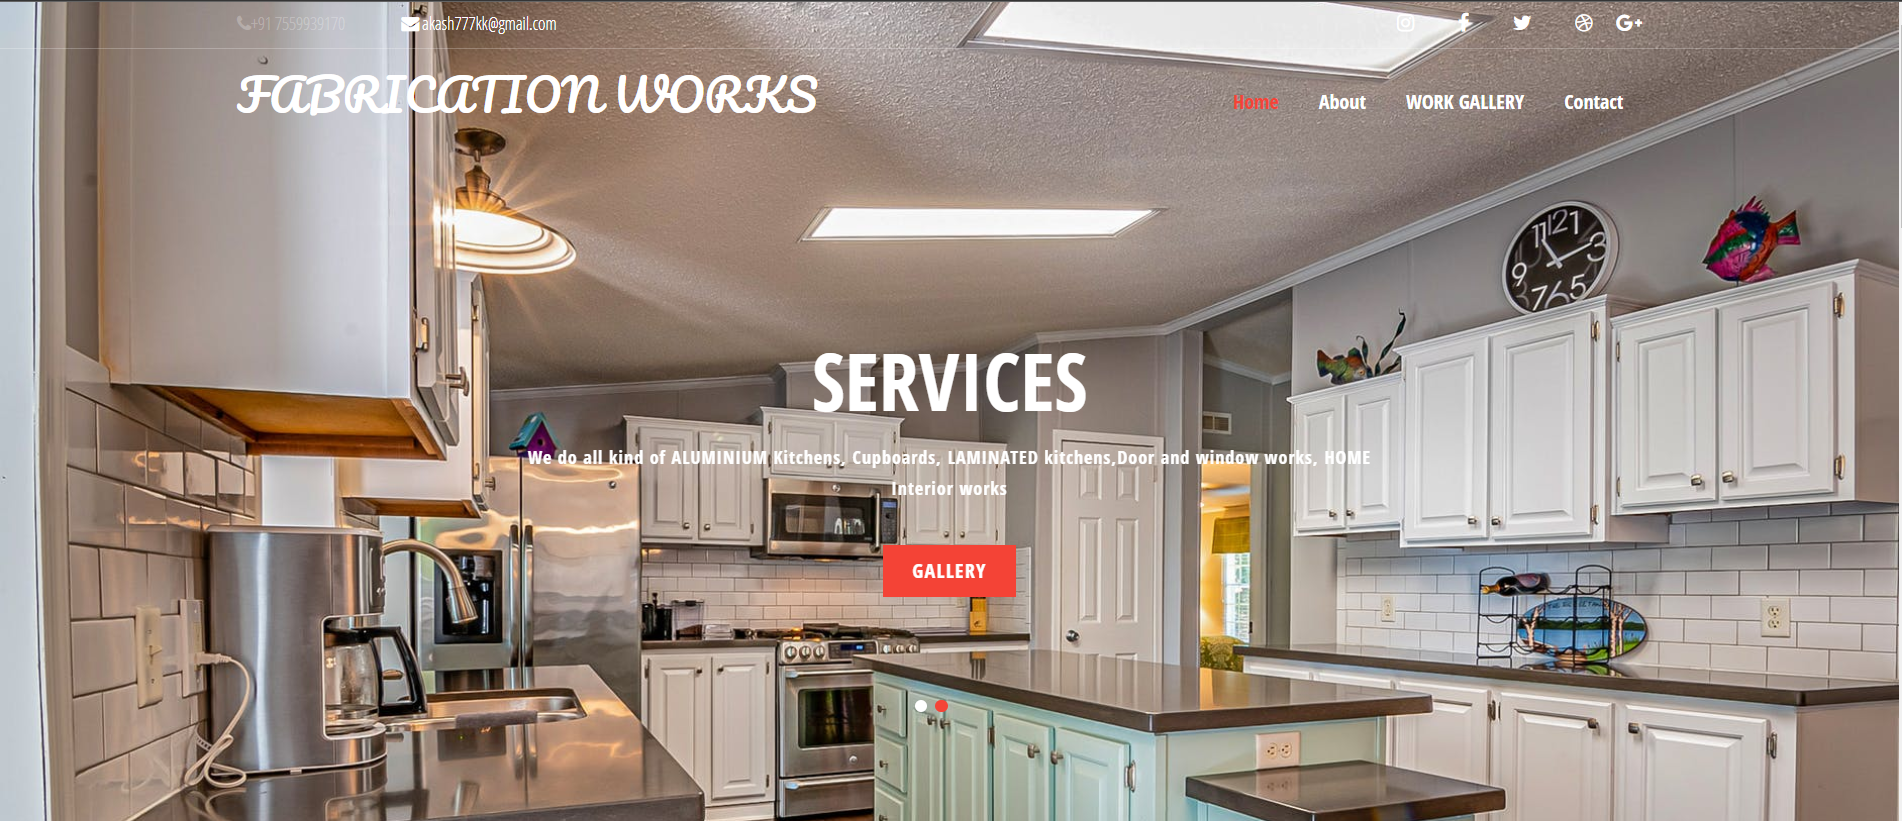 +91 7559939170 akash777kk@gmail.com
FABRICATION WORKS
Home About WORK GALLERY Contact
SERVICES
We do all kind of ALUMINIUM Kitchens, Cupboards, LAMINATED kitchens,Door and window works, HOME
Interior works
GALLERY